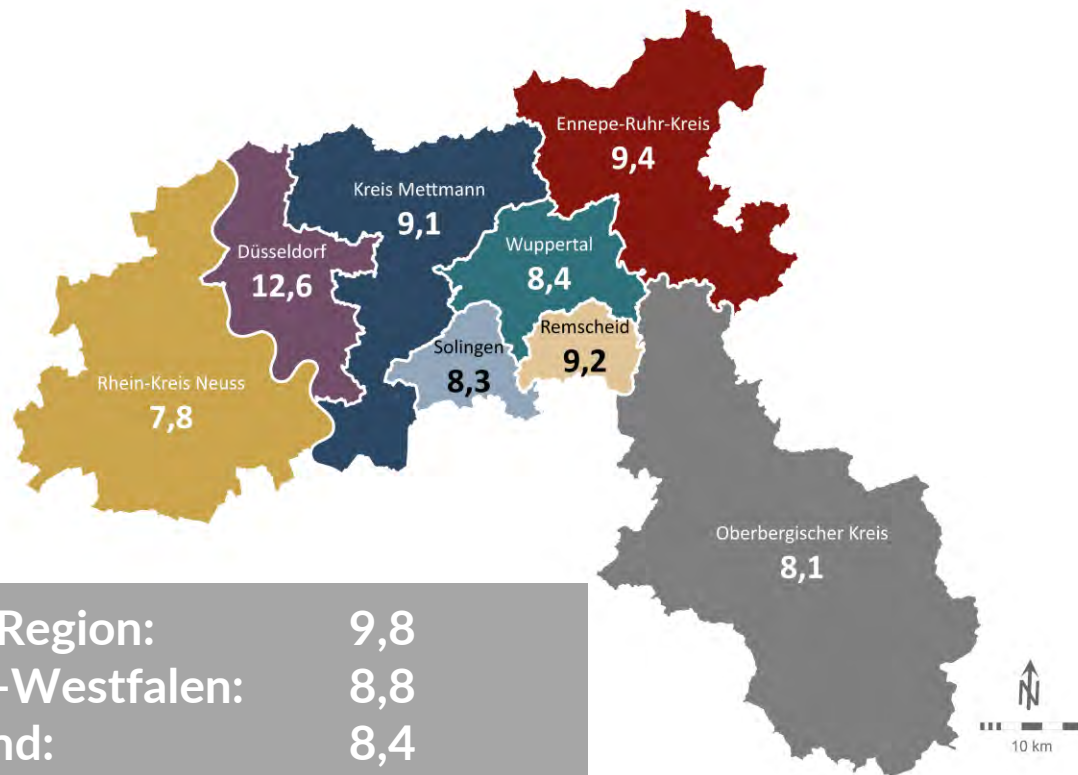 Ennepe-Ruhr-Kreis
9,4
Kreis Mettmann
9,1
Düsseldorf
12,6
Wuppertal
8,4
Remscheid
9,2
Solingen
8,3
Rhein-Kreis Neuss
7,8
Oberbergischer Kreis
8,1
Region: 9,8
-Westfalen: 8,8
nd: 8,4
N
10 km